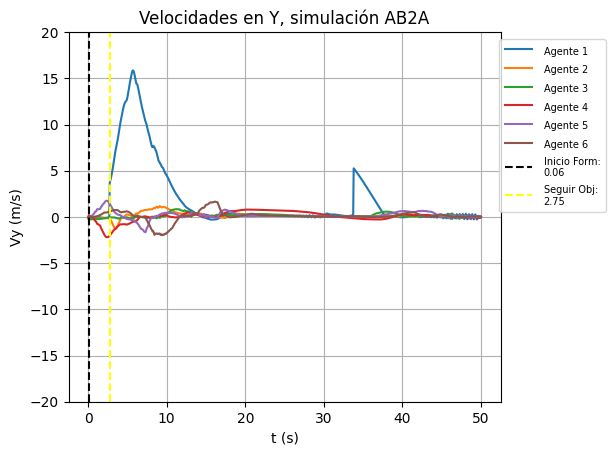 Velocidades en Y, simulación AB2A
Vy (m/s)
20
15
10
5
0
−5
−10
−15
−20
0
10
20
30
40
50
t (s)
Agente 1
Agente 2
Agente 3
Agente 4
Agente 5
Agente 6
Inicio Form:
0.06
Seguir Obj:
2.75